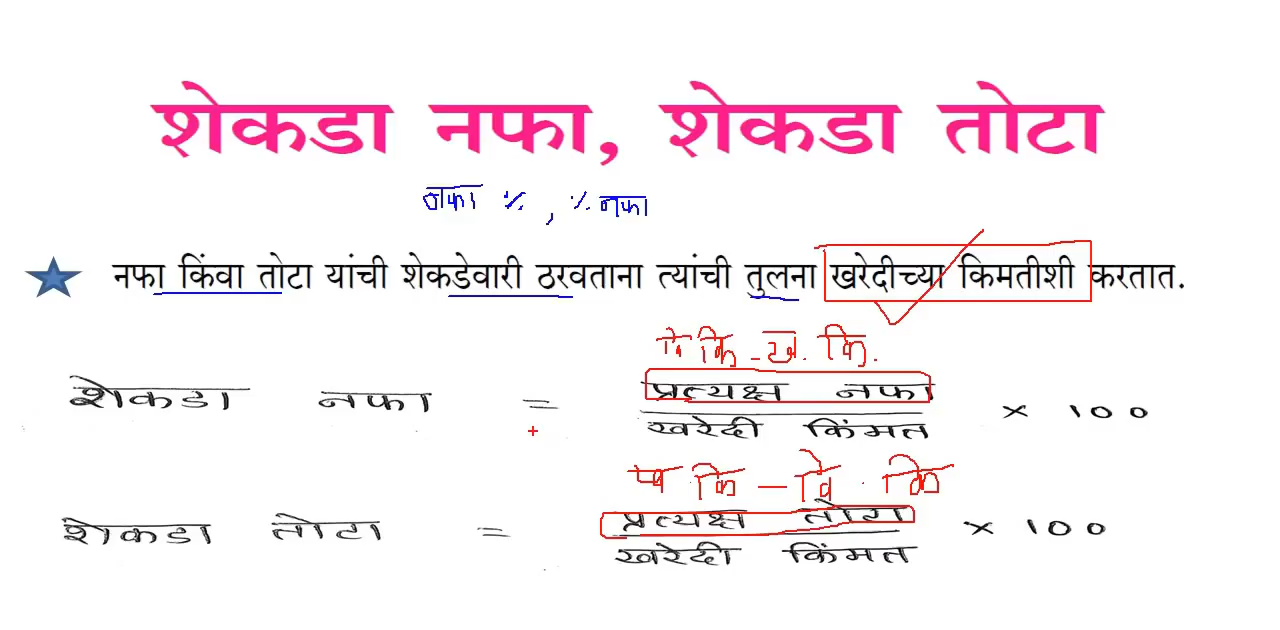 शेकडा नफा, शेकडा तोटा
नफा % , % नफा
नफा किंवा तोटा यांची शेकडेवारी ठरवताना त्यांची तुलना खरेदीच्या किमतीशी करतात.
वि कि - ख. कि.
शेकडा नफा = प्रत्यक्ष नफा × 100
खरेदी किंमत
ख कि - वि. कि
शेकडा तोटा = प्रत्यक्ष तोटा × 100
खरेदी किंमत